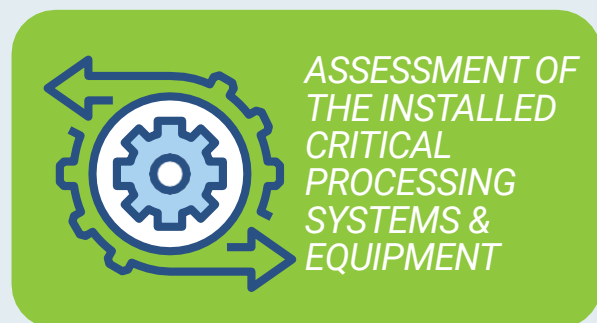 ASSESSMENT OF
THE INSTALLED
CRITICAL
PROCESSING
SYSTEMS &
EQUIPMENT